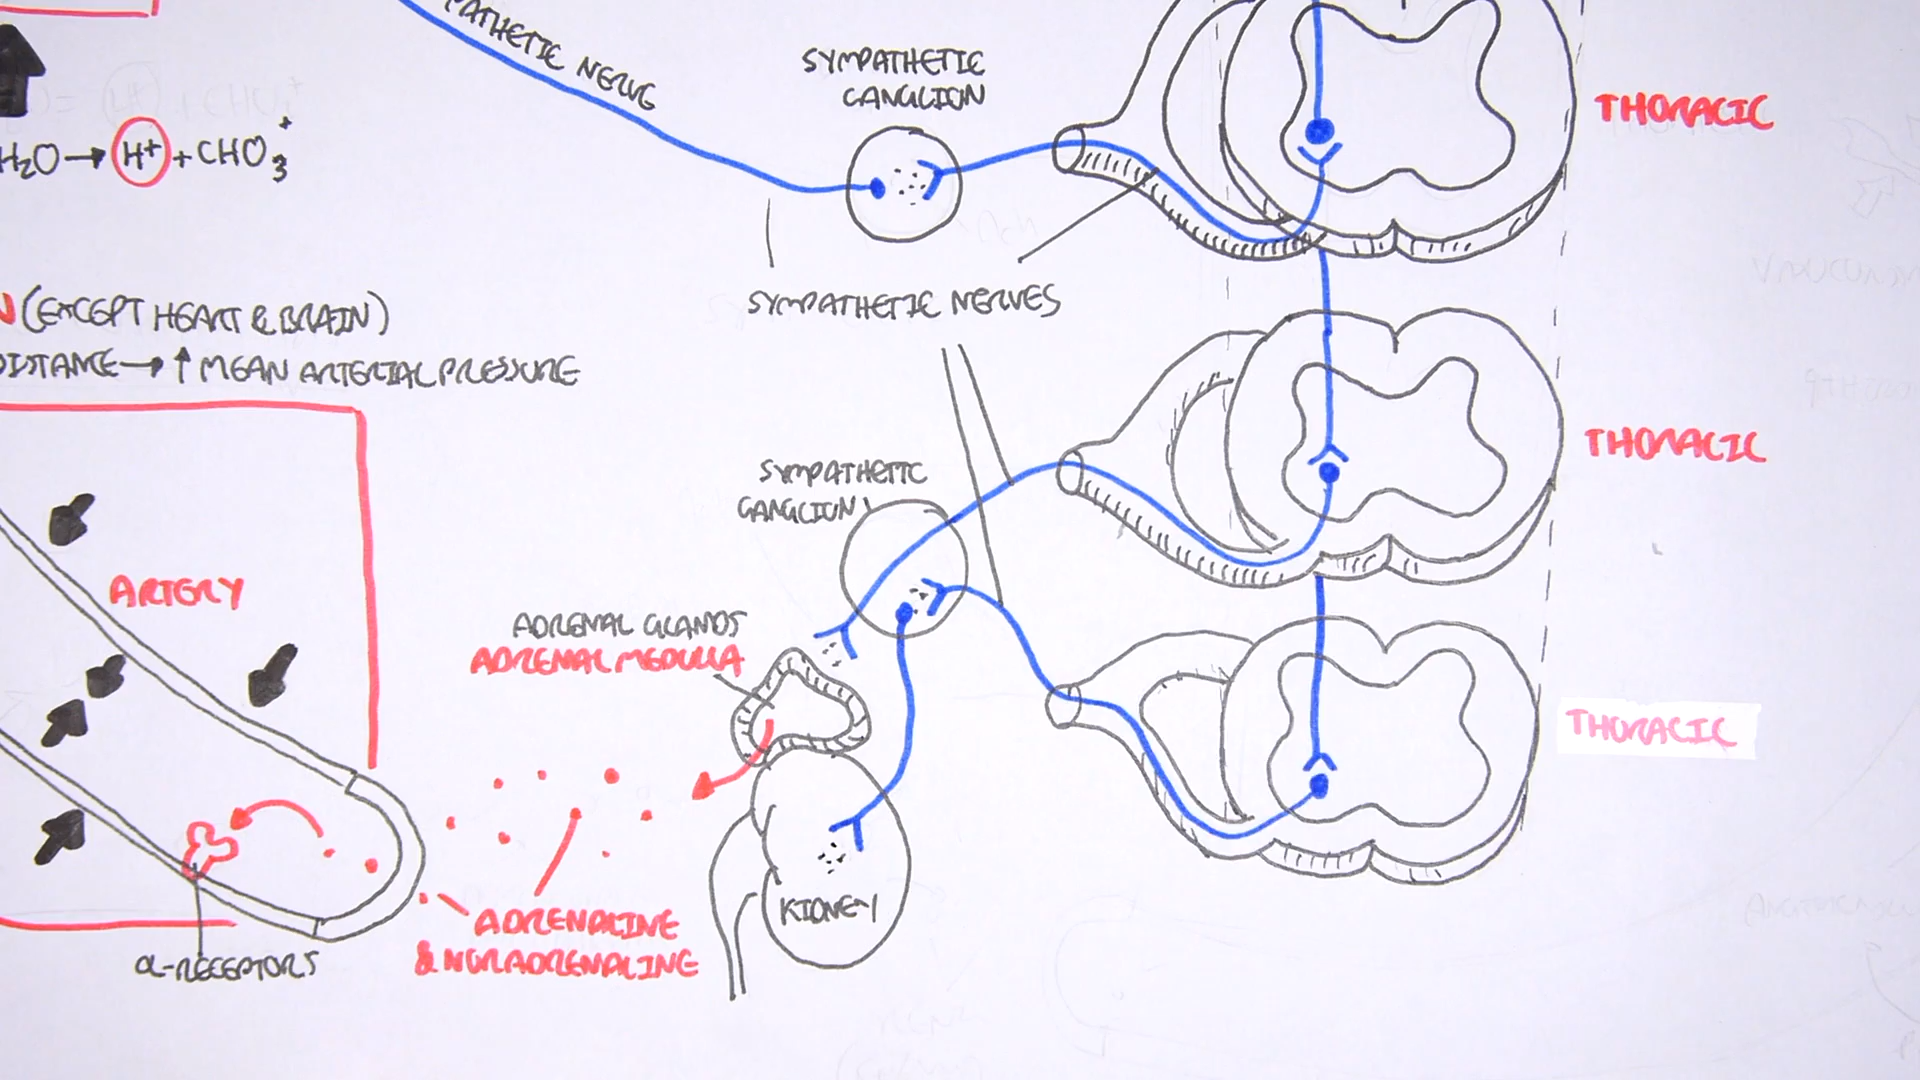 PATHETIC NERVE
SYMPATHETIC
GANGLION
THORACIC
H₂O → H+ + CHO₃⁺
SYMPATHETIC NERVES
(EXCEPT HEART & BRAIN)
→ ↑ MEAN ARTERIAL PRESSURE
THORACIC
SYMPATHETIC
GANGLION
ARTERY
ADRENAL GLANDS
ADRENAL MEDULLA
THORACIC
KIDNEY
ADRENALINE
& NORADRENALINE
α-RECEPTORS